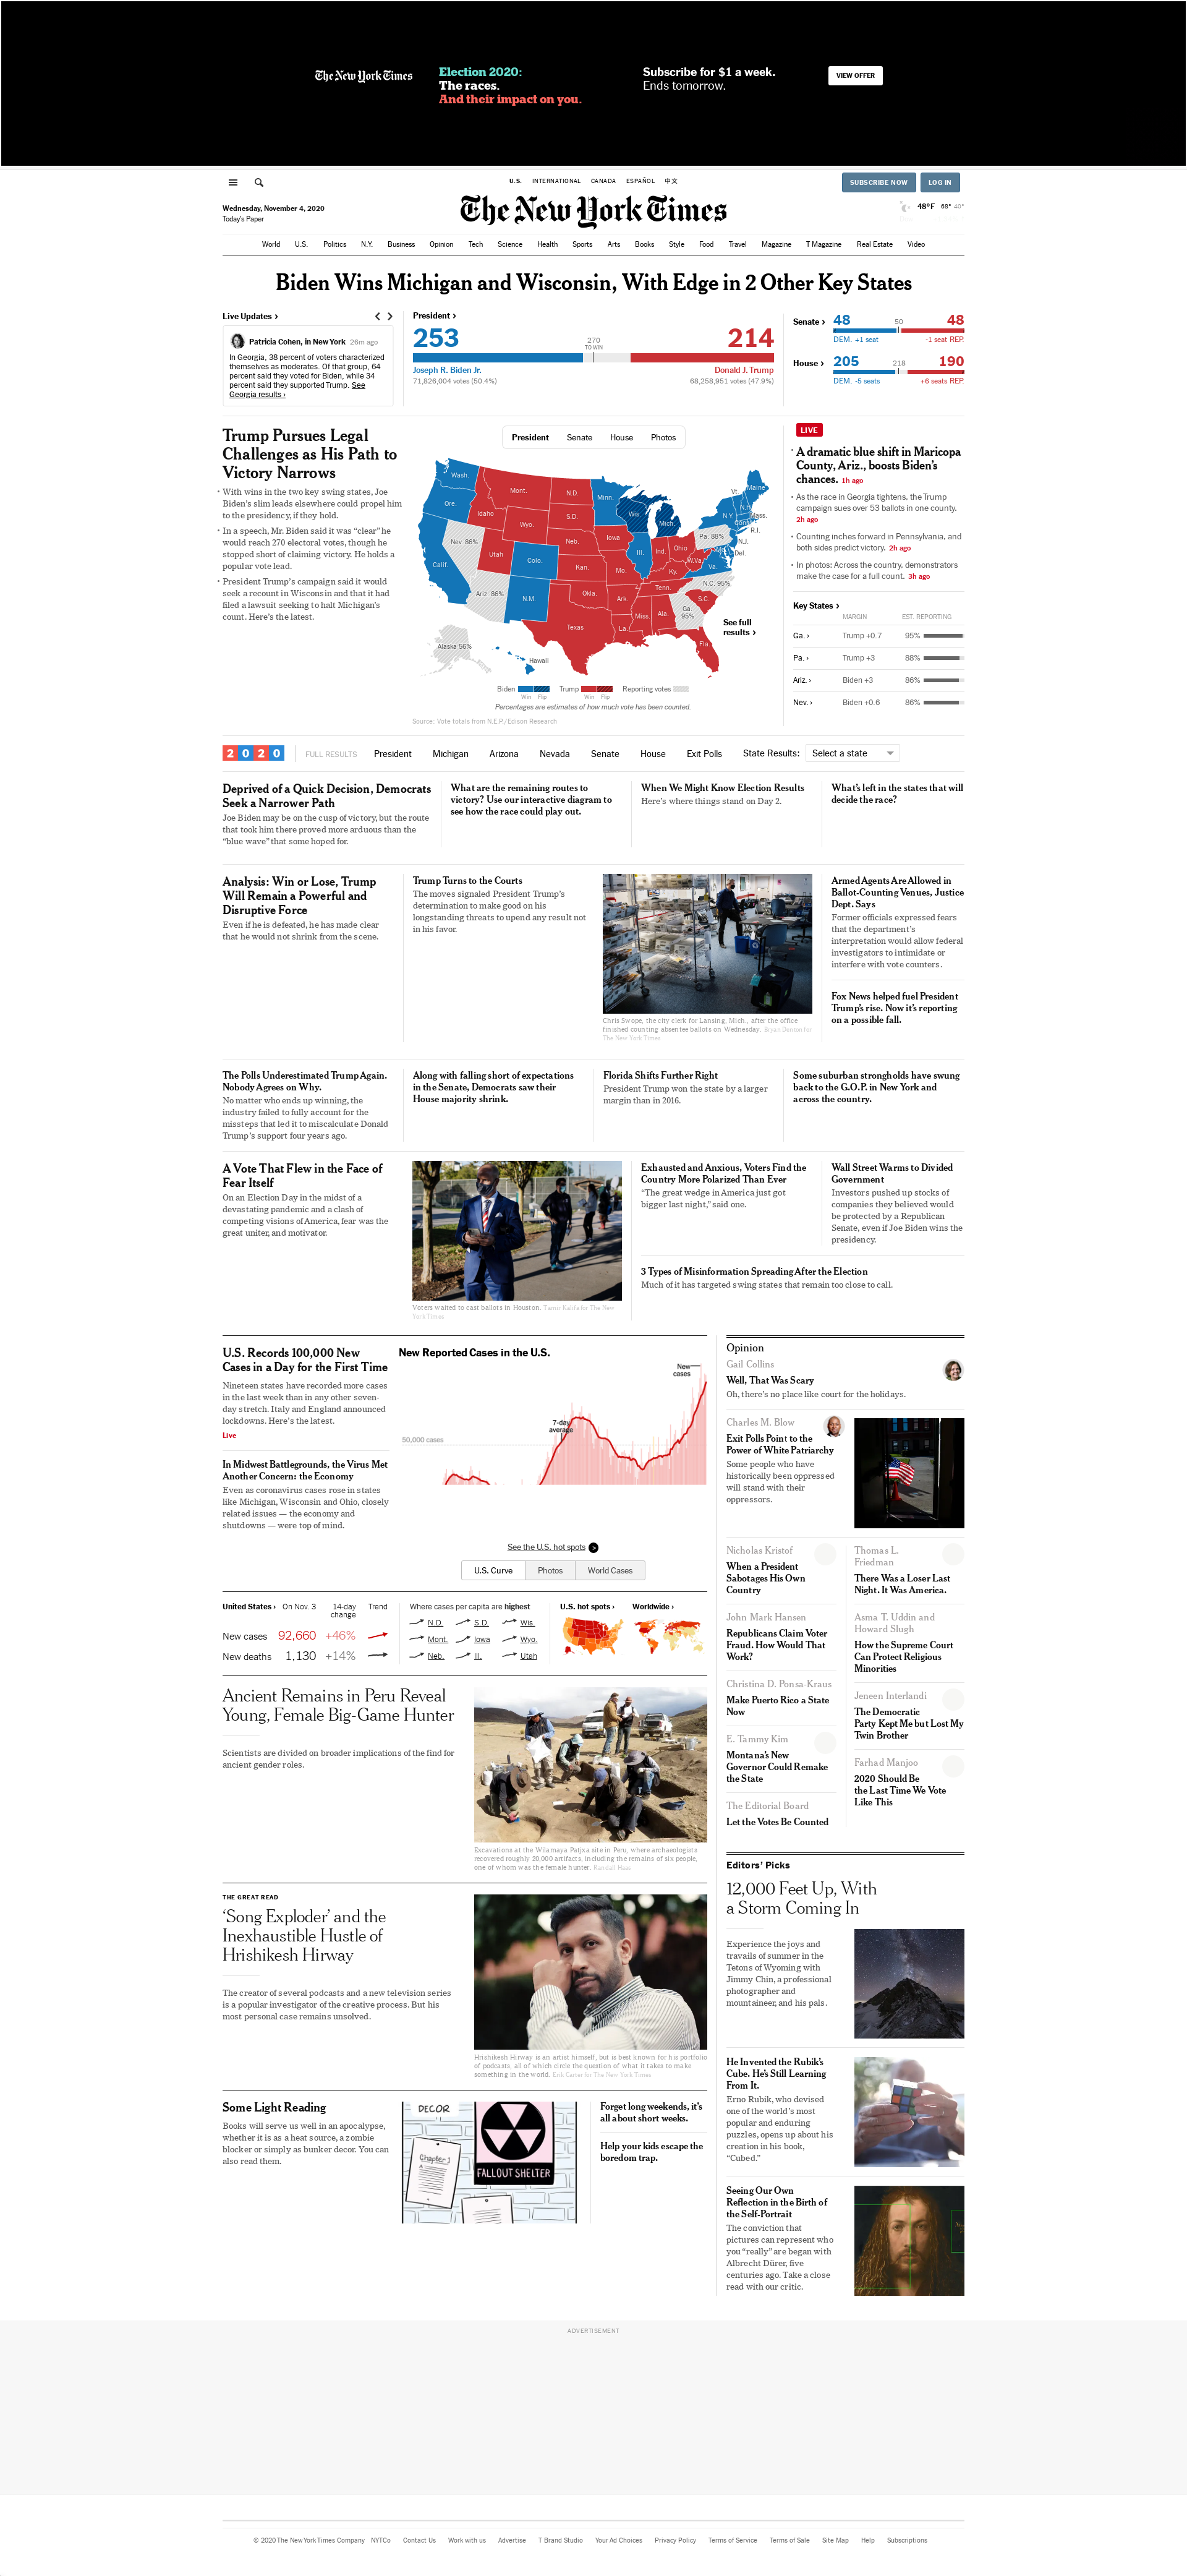 The New York Times
Election 2020:
The races.
And their impact on you.
Subscribe for $1 a week.
Ends tomorrow.
VIEW OFFER
U.S. INTERNATIONAL CANADA ESPAÑOL 中文
SUBSCRIBE NOW LOG IN
Wednesday, November 4, 2020
Today's Paper
The New York Times
48°F 68° 40°
World U.S. Politics N.Y. Business Opinion Tech Science Health Sports Arts Books Style Food Travel Magazine T Magazine Real Estate Video
Biden Wins Michigan and Wisconsin, With Edge in 2 Other Key States
Live Updates ›
Patricia Cohen, in New York 26m ago
In Georgia, 38 percent of voters characterized
themselves as moderates. Of that group, 64
percent said they voted for Biden, while 34
percent said they supported Trump. See
Georgia results ›
President ›
253
270
TO WIN
214
Joseph R. Biden Jr.
Donald J. Trump
71,826,004 votes (50.4%)
68,258,951 votes (47.9%)
Senate ›
48 50 48
DEM. +1 seat -1 seat REP.
House ›
205 218 190
DEM. -5 seats +6 seats REP.
Trump Pursues Legal
Challenges as His Path to
Victory Narrows
• With wins in the two key swing states, Joe
Biden's slim leads elsewhere could propel him
to the presidency, if they hold.
• In a speech, Mr. Biden said it was “clear” he
would reach 270 electoral votes, though he
stopped short of claiming victory. He holds a
popular vote lead.
• President Trump's campaign said it would
seek a recount in Wisconsin and that it had
filed a lawsuit seeking to halt Michigan's
count. Here's the latest.
President Senate House Photos
Wash.
Mont.
N.D.
Minn.
Vt.
Maine
Ore.
Idaho
S.D.
Wis.
Mich.
N.Y.
N.H.
Mass.
Conn.
R.I.
Wyo.
Nev. 86%
Utah
Neb.
Iowa
Ill.
Ind.
Ohio
Pa. 88%
N.J.
Del.
Calif.
Colo.
Kan.
Mo.
Ky.
W.Va.
Va.
Ariz. 86%
N.M.
Okla.
Ark.
Tenn.
N.C. 95%
S.C.
Texas
La.
Miss.
Ala.
Ga.
95%
Fla.
Alaska 56%
Hawaii
See full
results ›
Biden Trump Reporting votes
Win Flip Win Flip
Percentages are estimates of how much vote has been counted.
Source: Vote totals from N.E.P./Edison Research
LIVE
• A dramatic blue shift in Maricopa
County, Ariz., boosts Biden's
chances. 1h ago
• As the race in Georgia tightens, the Trump
campaign sues over 53 ballots in one county.
2h ago
• Counting inches forward in Pennsylvania, and
both sides predict victory. 2h ago
• In photos: Across the country, demonstrators
make the case for a full count. 3h ago
Key States ›
MARGIN EST. REPORTING
Ga. › Trump +0.7 95%
Pa. › Trump +3 88%
Ariz. › Biden +3 86%
Nev. › Biden +0.6 86%
2020 FULL RESULTS President Michigan Arizona Nevada Senate House Exit Polls State Results: Select a state
Deprived of a Quick Decision, Democrats
Seek a Narrower Path
Joe Biden may be on the cusp of victory, but the route
that took him there proved more arduous than the
“blue wave” that some hoped for.
What are the remaining routes to
victory? Use our interactive diagram to
see how the race could play out.
When We Might Know Election Results
Here's where things stand on Day 2.
What's left in the states that will
decide the race?
Analysis: Win or Lose, Trump
Will Remain a Powerful and
Disruptive Force
Even if he is defeated, he has made clear
that he would not shrink from the scene.
Trump Turns to the Courts
The moves signaled President Trump's
determination to make good on his
longstanding threats to upend any result not
in his favor.
Chris Swope, the city clerk for Lansing, Mich., after the office
finished counting absentee ballots on Wednesday. Bryan Denton for
The New York Times
Armed Agents Are Allowed in
Ballot-Counting Venues, Justice
Dept. Says
Former officials expressed fears
that the department's
interpretation would allow federal
investigators to intimidate or
interfere with vote counters.
Fox News helped fuel President
Trump's rise. Now it's reporting
on a possible fall.
The Polls Underestimated Trump Again.
Nobody Agrees on Why.
No matter who ends up winning, the
industry failed to fully account for the
missteps that led it to miscalculate Donald
Trump's support four years ago.
Along with falling short of expectations
in the Senate, Democrats saw their
House majority shrink.
Florida Shifts Further Right
President Trump won the state by a larger
margin than in 2016.
Some suburban strongholds have swung
back to the G.O.P. in New York and
across the country.
A Vote That Flew in the Face of
Fear Itself
On an Election Day in the midst of a
devastating pandemic and a clash of
competing visions of America, fear was the
great uniter, and motivator.
Voters waited to cast ballots in Houston. Tamir Kalifa for The New
York Times
Exhausted and Anxious, Voters Find the
Country More Polarized Than Ever
“The great wedge in America just got
bigger last night,” said one.
Wall Street Warms to Divided
Government
Investors pushed up stocks of
companies they believed would
be protected by a Republican
Senate, even if Joe Biden wins the
presidency.
3 Types of Misinformation Spreading After the Election
Much of it has targeted swing states that remain too close to call.
U.S. Records 100,000 New
Cases in a Day for the First Time
Nineteen states have recorded more cases
in the last week than in any other seven-
day stretch. Italy and England announced
lockdowns. Here's the latest.
Live
In Midwest Battlegrounds, the Virus Met
Another Concern: the Economy
Even as coronavirus cases rose in states
like Michigan, Wisconsin and Ohio, closely
related issues — the economy and
shutdowns — were top of mind.
New Reported Cases in the U.S.
New
cases
7-day
average
50,000 cases
See the U.S. hot spots
U.S. Curve Photos World Cases
United States › On Nov. 3 14-day
change Trend
New cases 92,660 +46%
New deaths 1,130 +14%
Where cases per capita are highest
N.D. S.D. Wis.
Mont. Iowa Wyo.
Neb. Ill. Utah
U.S. hot spots › Worldwide ›
Ancient Remains in Peru Reveal
Young, Female Big-Game Hunter
Scientists are divided on broader implications of the find for
ancient gender roles.
Excavations at the Wilamaya Patjxa site in Peru, where archaeologists
recovered roughly 20,000 artifacts, including the remains of six people,
one of whom was the female hunter. Randall Haas
THE GREAT READ
‘Song Exploder’ and the
Inexhaustible Hustle of
Hrishikesh Hirway
The creator of several podcasts and a new television series
is a popular investigator of the creative process. But his
most personal case remains unsolved.
Hrishikesh Hirway is an artist himself, but is best known for his portfolio
of podcasts, all of which circle the question of what it takes to make
something in the world. Erik Carter for The New York Times
Some Light Reading
Books will serve us well in an apocalypse,
whether it is as a heat source, a zombie
blocker or simply as bunker decor. You can
also read them.
DECOR
Chapter 1
FALLOUT SHELTER
Forget long weekends, it's
all about short weeks.
Help your kids escape the
boredom trap.
Opinion
Gail Collins
Well, That Was Scary
Oh, there's no place like court for the holidays.
Charles M. Blow
Exit Polls Point to the
Power of White Patriarchy
Some people who have
historically been oppressed
will stand with their
oppressors.
Nicholas Kristof
When a President
Sabotages His Own
Country
John Mark Hansen
Republicans Claim Voter
Fraud. How Would That
Work?
Christina D. Ponsa-Kraus
Make Puerto Rico a State
Now
E. Tammy Kim
Montana's New
Governor Could Remake
the State
The Editorial Board
Let the Votes Be Counted
Thomas L.
Friedman
There Was a Loser Last
Night. It Was America.
Asma T. Uddin and
Howard Slugh
How the Supreme Court
Can Protect Religious
Minorities
Jeneen Interlandi
The Democratic
Party Kept Me but Lost My
Twin Brother
Farhad Manjoo
2020 Should Be
the Last Time We Vote
Like This
Editors' Picks
12,000 Feet Up, With
a Storm Coming In
Experience the joys and
travails of summer in the
Tetons of Wyoming with
Jimmy Chin, a professional
photographer and
mountaineer, and his pals.
He Invented the Rubik's
Cube. He's Still Learning
From It.
Erno Rubik, who devised
one of the world's most
popular and enduring
puzzles, opens up about his
creation in his book,
“Cubed.”
Seeing Our Own
Reflection in the Birth of
the Self-Portrait
The conviction that
pictures can represent who
you “really” are began with
Albrecht Dürer, five
centuries ago. Take a close
read with our critic.
ADVERTISEMENT
© 2020 The New York Times Company NYTCo Contact Us Work with us Advertise T Brand Studio Your Ad Choices Privacy Policy Terms of Service Terms of Sale Site Map Help Subscriptions